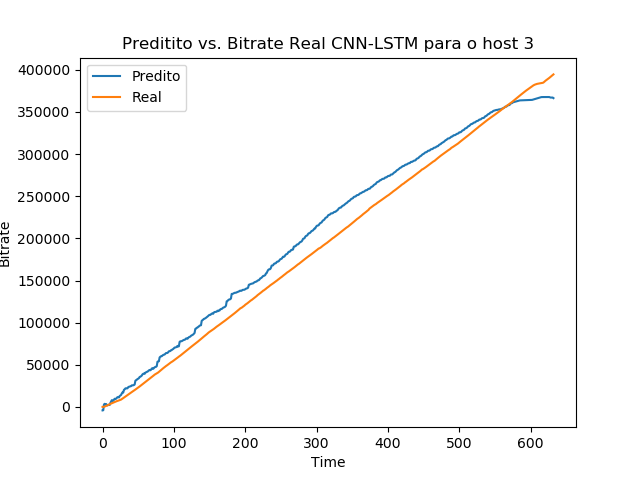 Preditito vs. Bitrate Real CNN-LSTM para o host 3
Predito
Real
400000
350000
300000
250000
200000
150000
100000
50000
0
Bitrate
0 100 200 300 400 500 600
Time